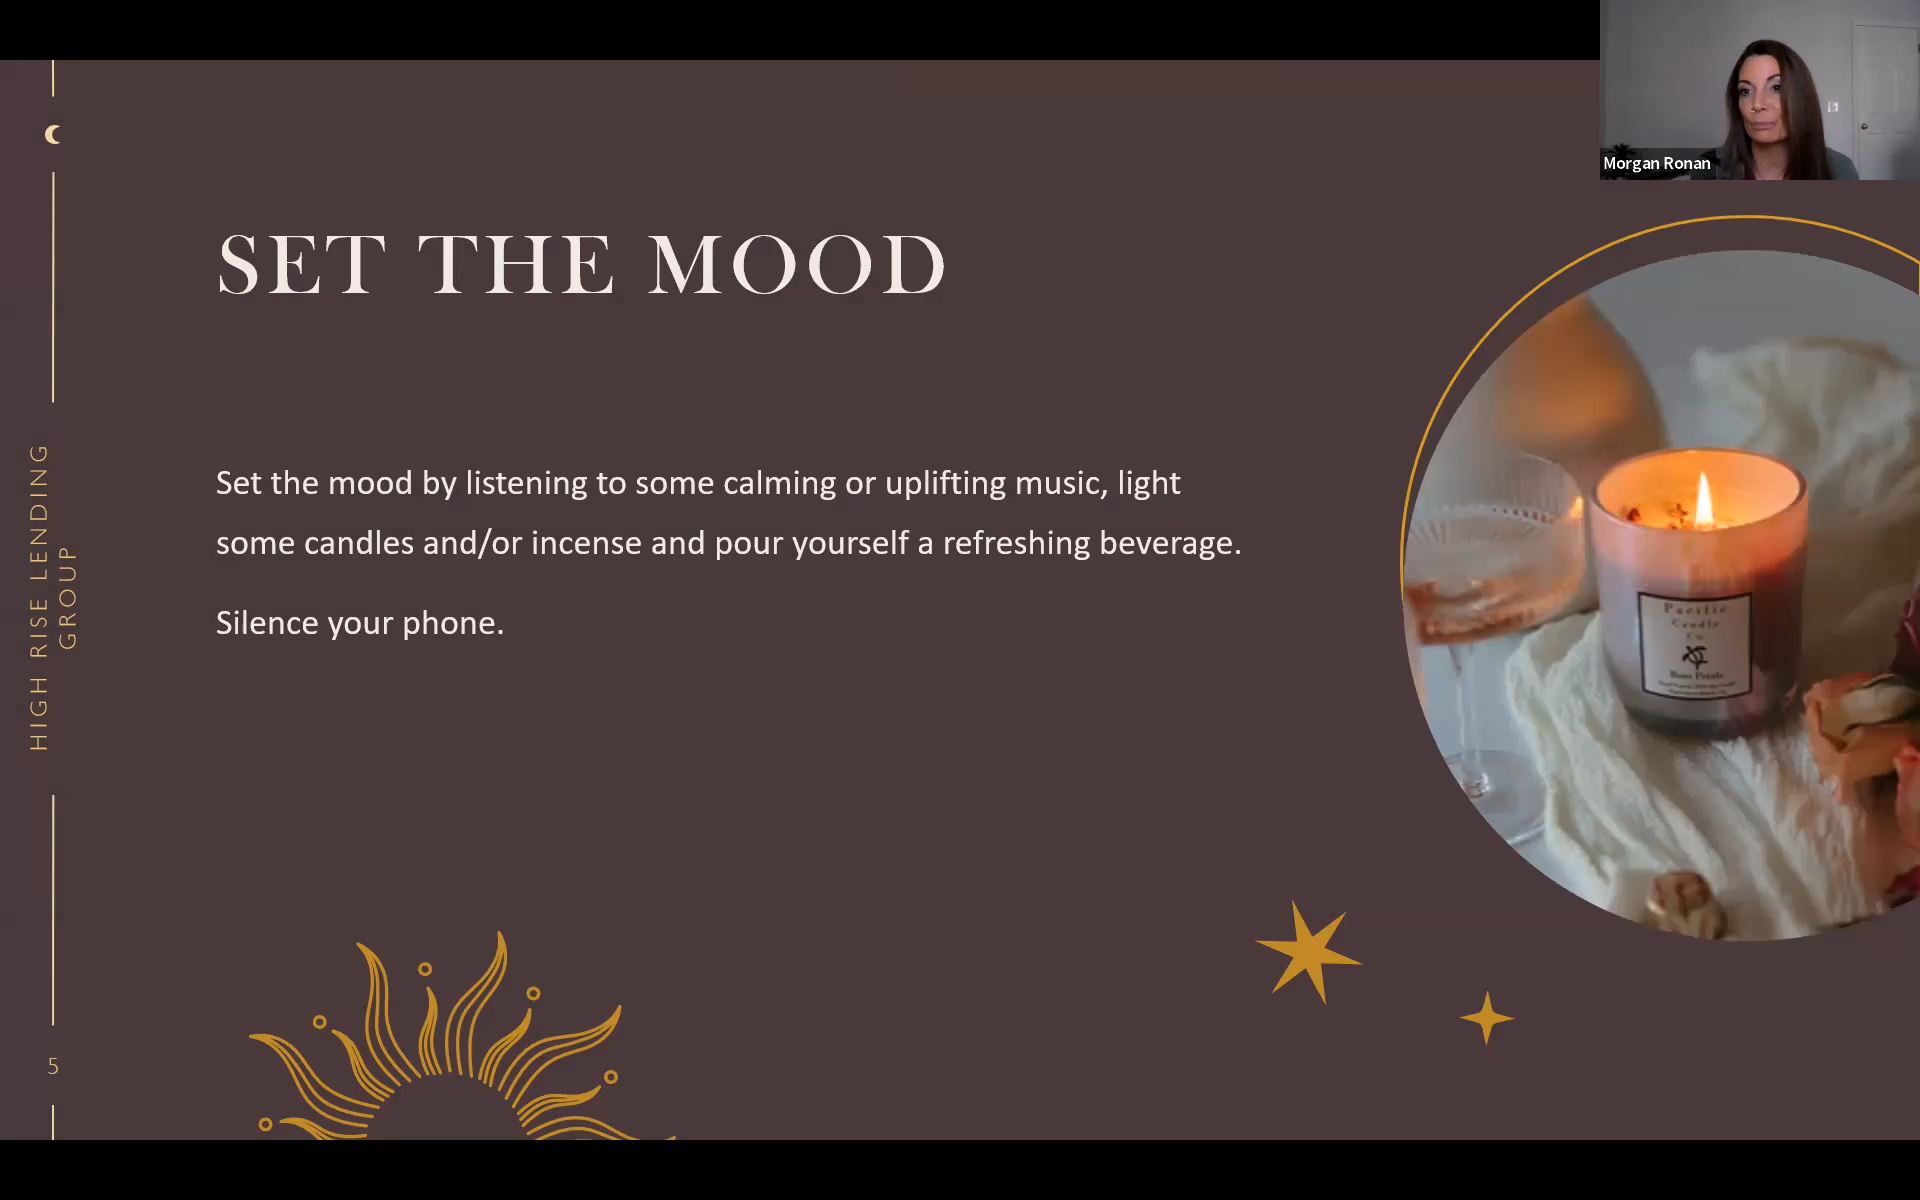 Morgan Ronan
SET THE MOOD
Set the mood by listening to some calming or uplifting music, light
some candles and/or incense and pour yourself a refreshing beverage.
Silence your phone.
HIGH RISE LENDING
GROUP
5
Pacific
Candle
Co
Rose Petals